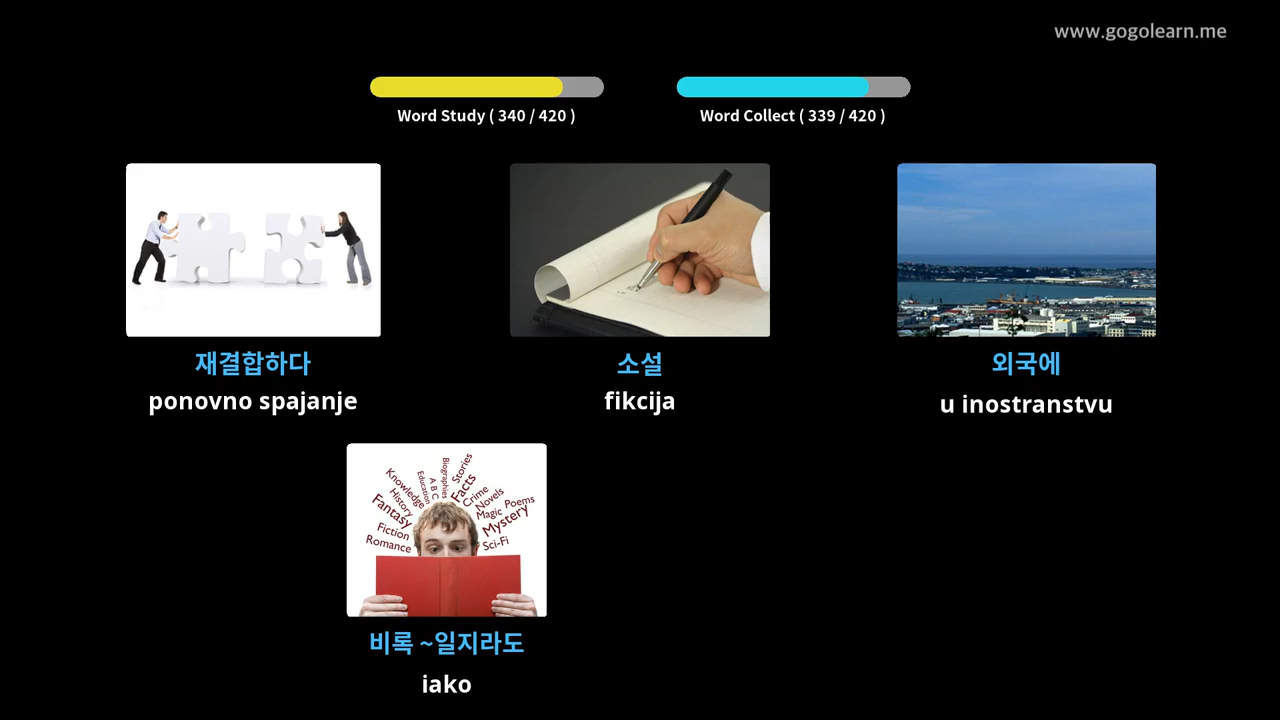 www.gogolearn.me
Word Study ( 340 / 420 )
Word Collect ( 339 / 420 )
재결합하다
ponovno spajanje
소설
fikcija
외국에
u inostranstvu
Knowledge
History
Fantasy
Fiction
Romance
Education
A B C
Biographies
Stories
Facts
Crime
Novels
Magic
Poems
Mystery
Sci-Fi
비록 ~일지라도
iako